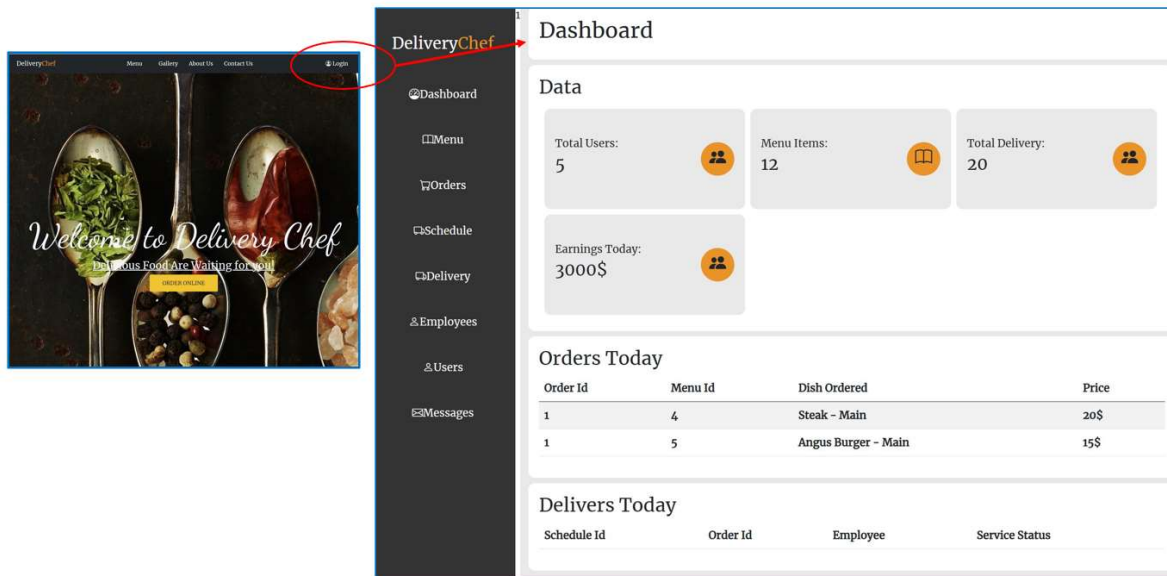 DeliveryChef Menu Gallery About Us Contact Us Login
Welcome to Delivery Chef
Delicious Food Are Waiting for you!
ORDER ONLINE
1
DeliveryChef
Dashboard
Menu
Orders
Schedule
Delivery
Employees
Users
Messages
Dashboard
Data
Total Users:
5
Menu Items:
12
Total Delivery:
20
Earnings Today:
3000$
Orders Today
Order Id Menu Id Dish Ordered Price
1 4 Steak - Main 20$
1 5 Angus Burger - Main 15$
Delivers Today
Schedule Id Order Id Employee Service Status